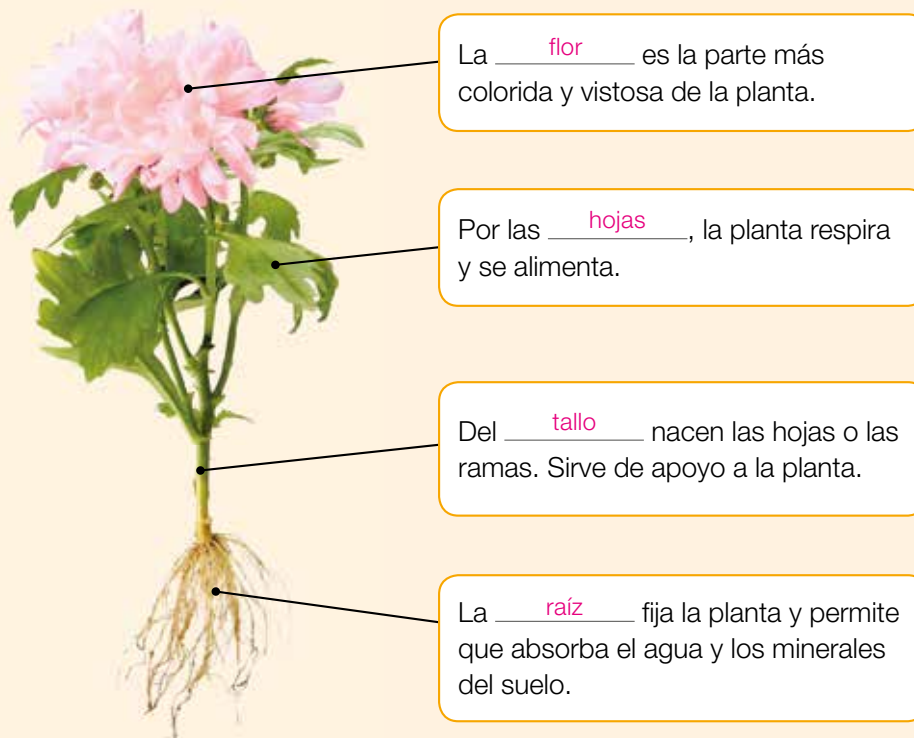 La flor es la parte más
colorida y vistosa de la planta.
Por las hojas, la planta respira
y se alimenta.
Del tallo nacen las hojas o las
ramas. Sirve de apoyo a la planta.
La raíz fija la planta y permite
que absorba el agua y los minerales
del suelo.